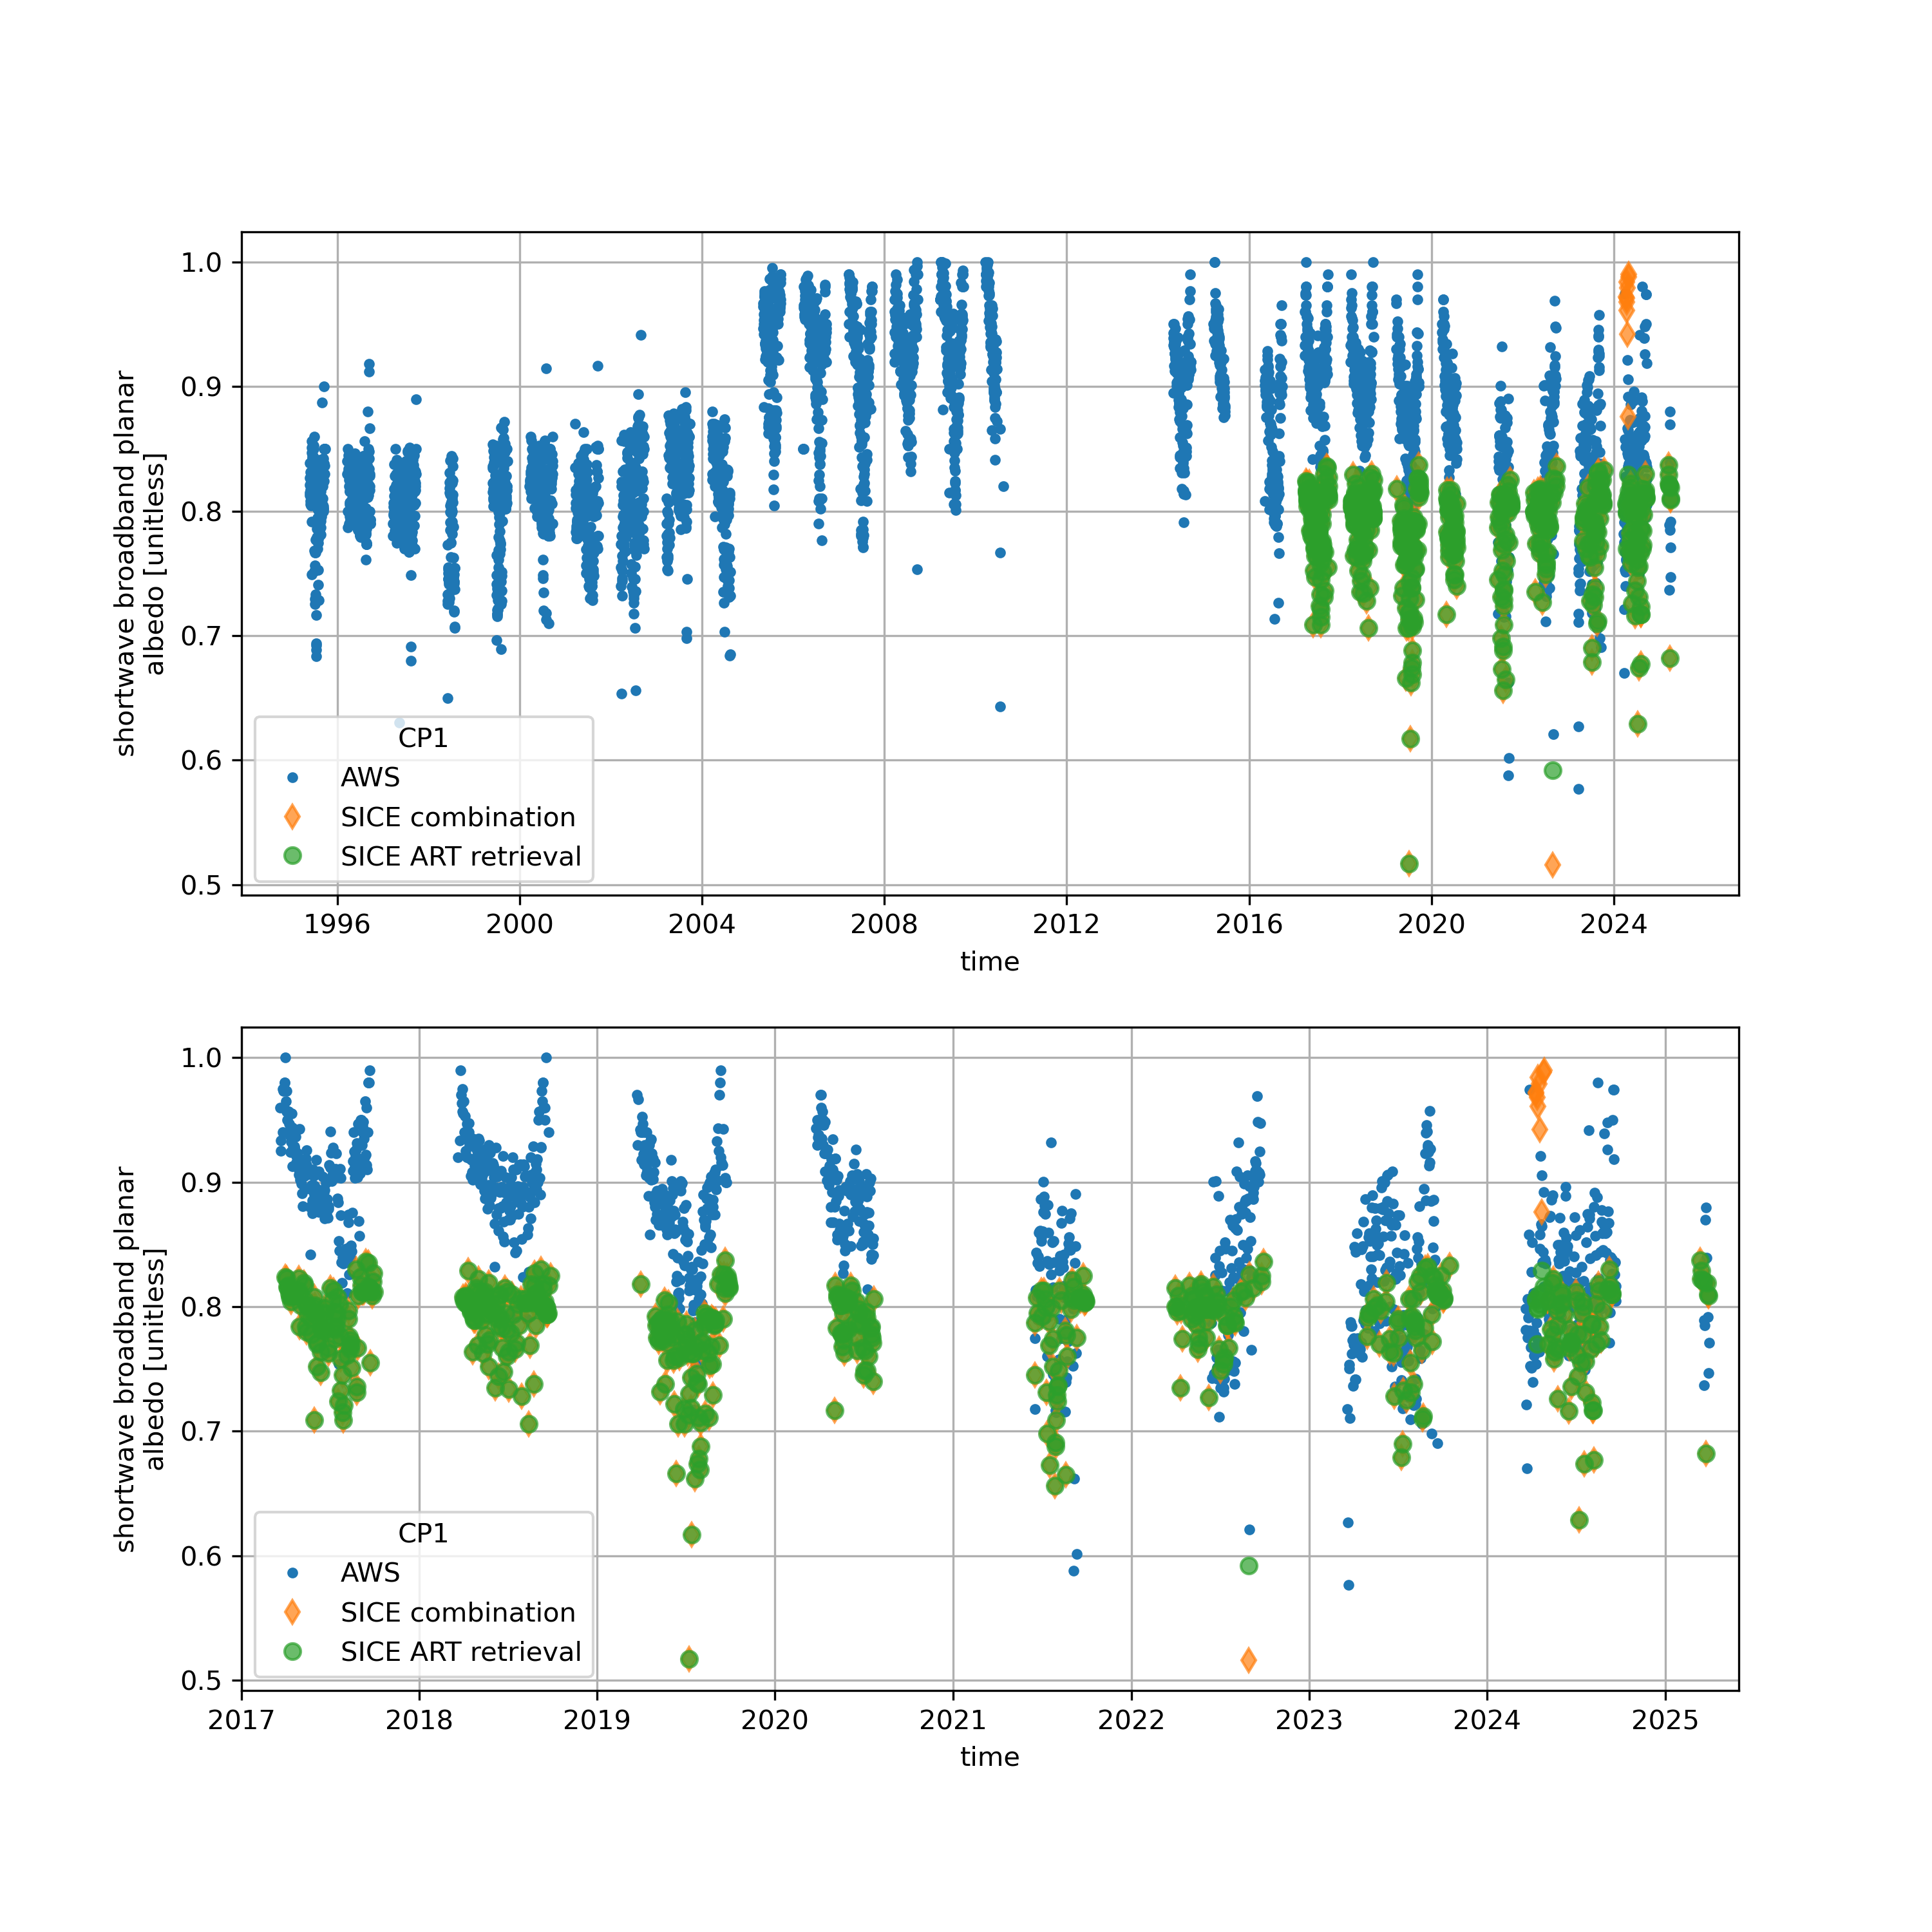 shortwave broadband planar
albedo [unitless]
1.0
0.9
0.8
0.7
0.6
0.5
CP1
AWS
SICE combination
SICE ART retrieval
1996 2000 2004 2008 2012 2016 2020 2024
time
shortwave broadband planar
albedo [unitless]
1.0
0.9
0.8
0.7
0.6
0.5
CP1
AWS
SICE combination
SICE ART retrieval
2017 2018 2019 2020 2021 2022 2023 2024 2025
time